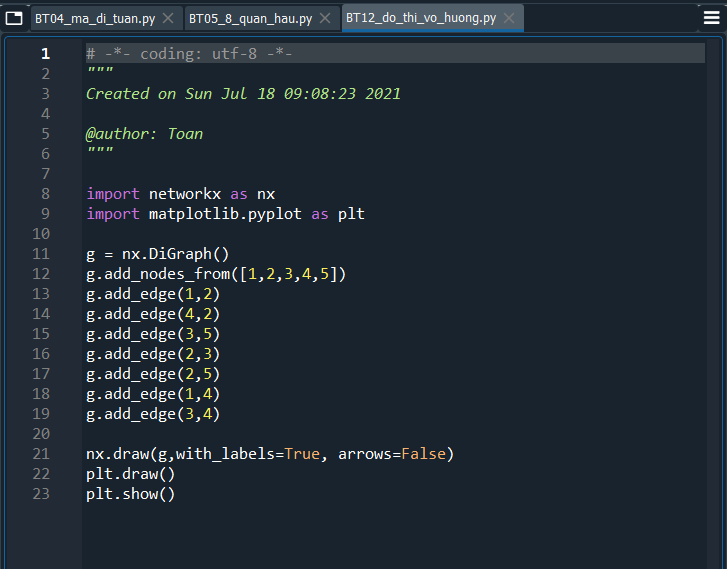 BT04_ma_di_tuan.py BT05_8_quan_hau.py BT12_do_thi_vo_huong.py
1 # -*- coding: utf-8 -*-
2 """
3 Created on Sun Jul 18 09:08:23 2021
4
5 @author: Toan
6 """
7
8 import networkx as nx
9 import matplotlib.pyplot as plt
10
11 g = nx.DiGraph()
12 g.add_nodes_from([1,2,3,4,5])
13 g.add_edge(1,2)
14 g.add_edge(4,2)
15 g.add_edge(3,5)
16 g.add_edge(2,3)
17 g.add_edge(2,5)
18 g.add_edge(1,4)
19 g.add_edge(3,4)
20
21 nx.draw(g,with_labels=True, arrows=False)
22 plt.draw()
23 plt.show()